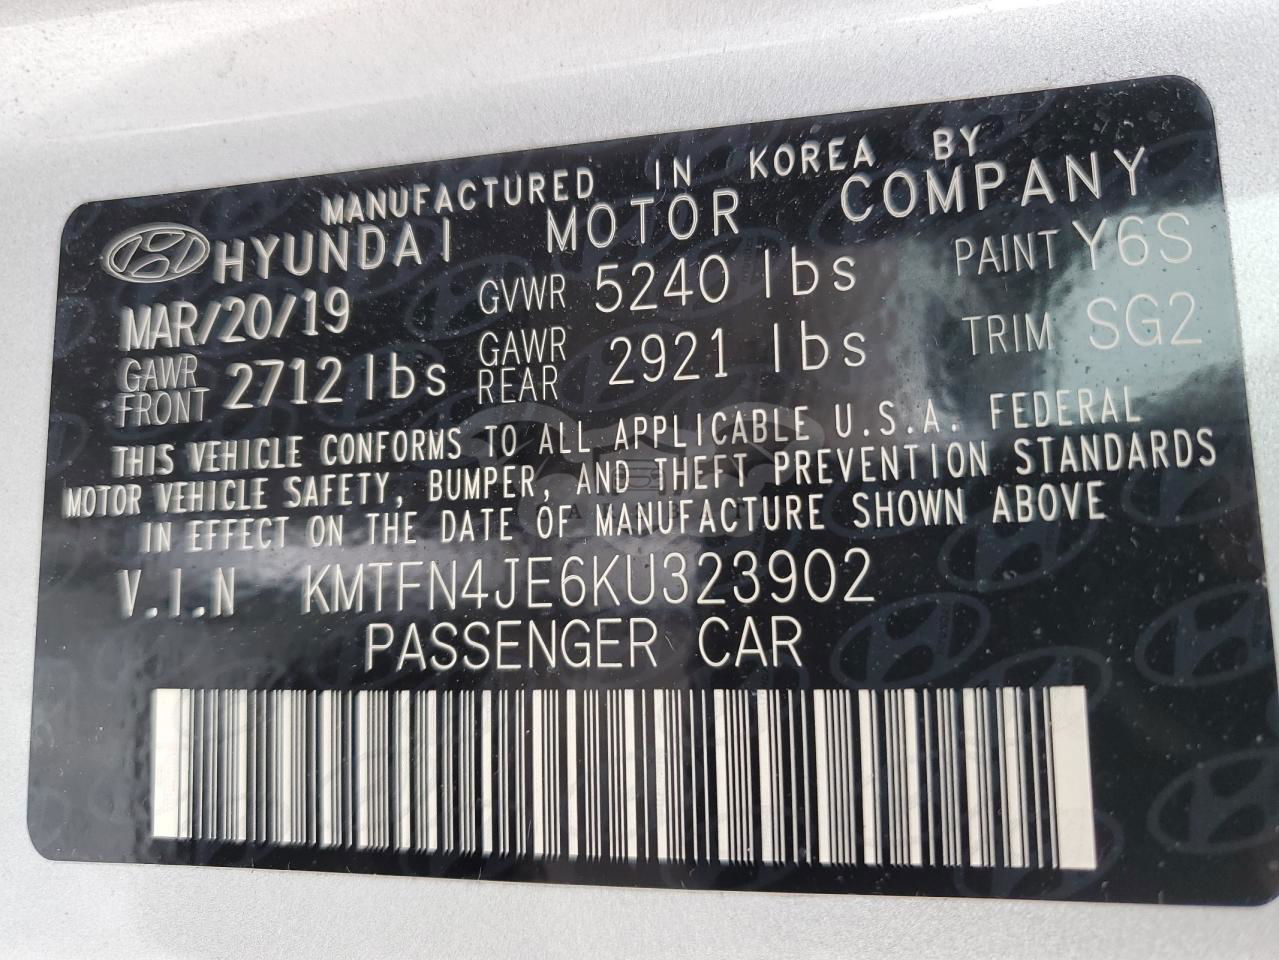 MANUFACTURED IN KOREA BY
HYUNDAI MOTOR COMPANY
MAR/20/19 GVWR 5240 lbs PAINT Y6S
GAWR FRONT 2712 lbs GAWR REAR 2921 lbs TRIM SG2
THIS VEHICLE CONFORMS TO ALL APPLICABLE U.S.A. FEDERAL
MOTOR VEHICLE SAFETY, BUMPER, AND THEFT PREVENTION STANDARDS
IN EFFECT ON THE DATE OF MANUFACTURE SHOWN ABOVE
V.I.N KMTFN4JE6KU323902
PASSENGER CAR